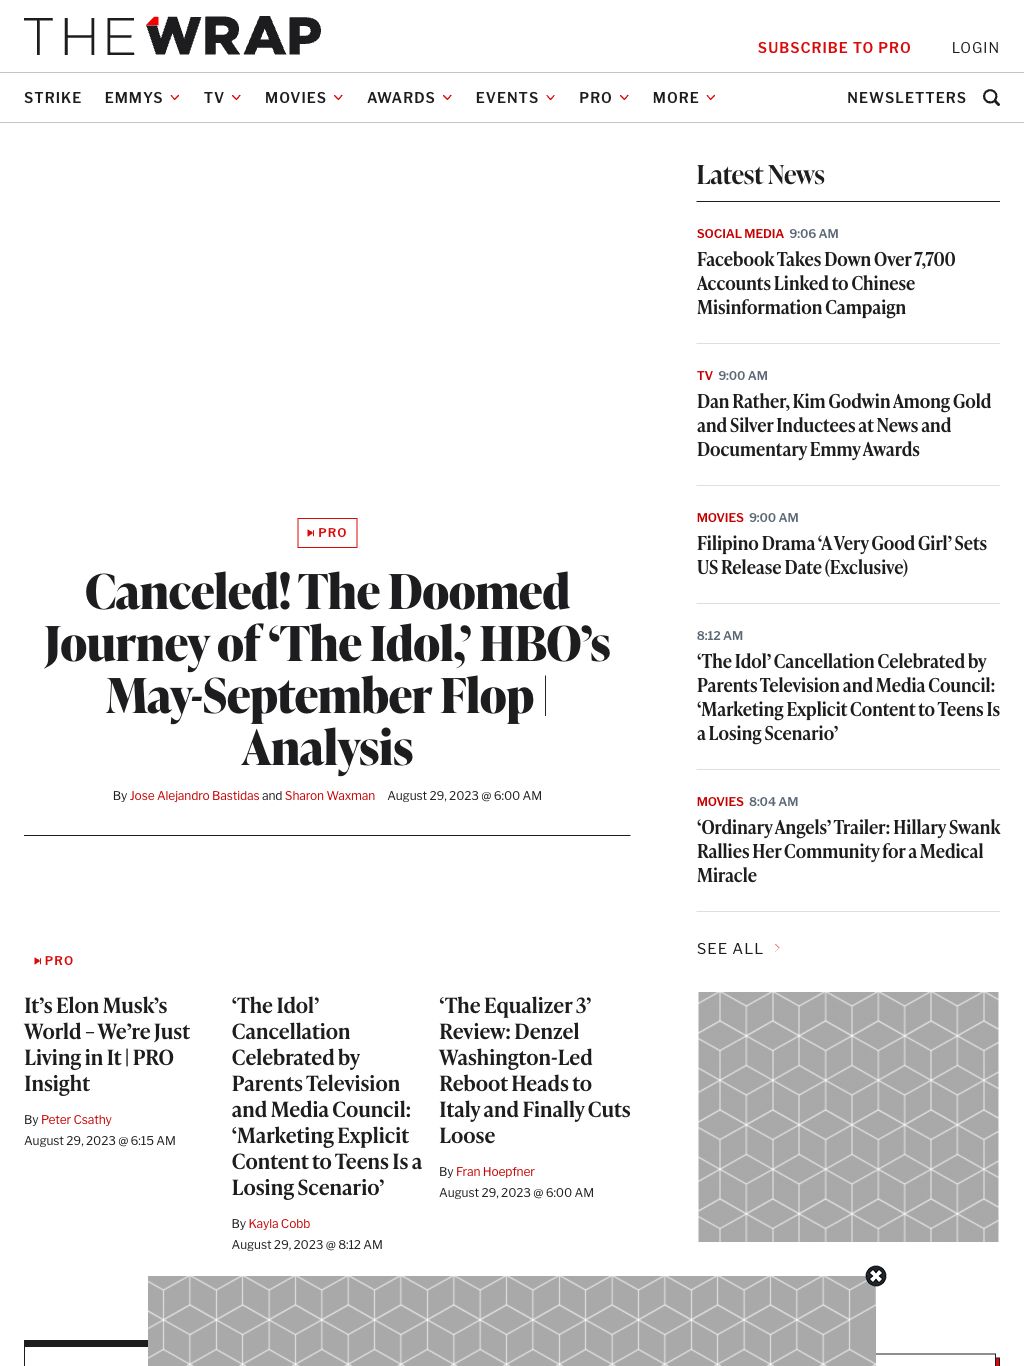 THE WRAP
SUBSCRIBE TO PRO LOGIN
STRIKE EMMYS TV MOVIES AWARDS EVENTS PRO MORE NEWSLETTERS
PRO
Canceled! The Doomed
Journey of ‘The Idol,’ HBO’s
May-September Flop |
Analysis
By Jose Alejandro Bastidas and Sharon Waxman August 29, 2023 @ 6:00 AM
PRO
It’s Elon Musk’s
World – We’re Just
Living in It | PRO
Insight
By Peter Csathy
August 29, 2023 @ 6:15 AM
‘The Idol’
Cancellation
Celebrated by
Parents Television
and Media Council:
‘Marketing Explicit
Content to Teens Is a
Losing Scenario’
By Kayla Cobb
August 29, 2023 @ 8:12 AM
‘The Equalizer 3’
Review: Denzel
Washington-Led
Reboot Heads to
Italy and Finally Cuts
Loose
By Fran Hoepfner
August 29, 2023 @ 6:00 AM
Latest News
SOCIAL MEDIA 9:06 AM
Facebook Takes Down Over 7,700
Accounts Linked to Chinese
Misinformation Campaign
TV 9:00 AM
Dan Rather, Kim Godwin Among Gold
and Silver Inductees at News and
Documentary Emmy Awards
MOVIES 9:00 AM
Filipino Drama ‘A Very Good Girl’ Sets
US Release Date (Exclusive)
8:12 AM
‘The Idol’ Cancellation Celebrated by
Parents Television and Media Council:
‘Marketing Explicit Content to Teens Is
a Losing Scenario’
MOVIES 8:04 AM
‘Ordinary Angels’ Trailer: Hillary Swank
Rallies Her Community for a Medical
Miracle
SEE ALL